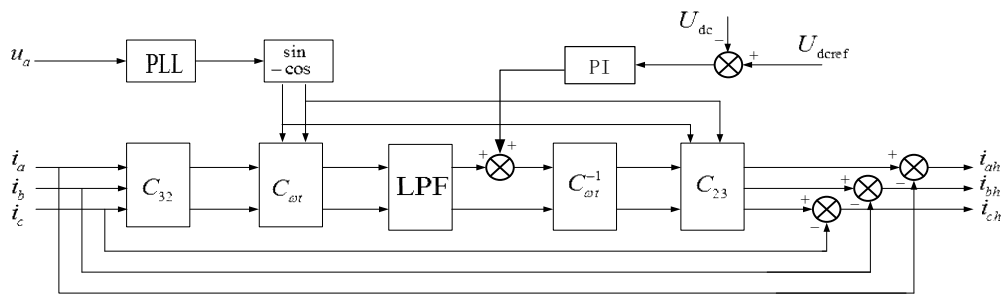 U_dc
−
u_a
PLL
sin
−cos
PI
+
U_dcref
+
i_a
i_b
i_c
C_32
C_ωt
LPF
+
C_ωt^−1
C_23
+
−
+
−
+
−
i_ah
i_bh
i_ch